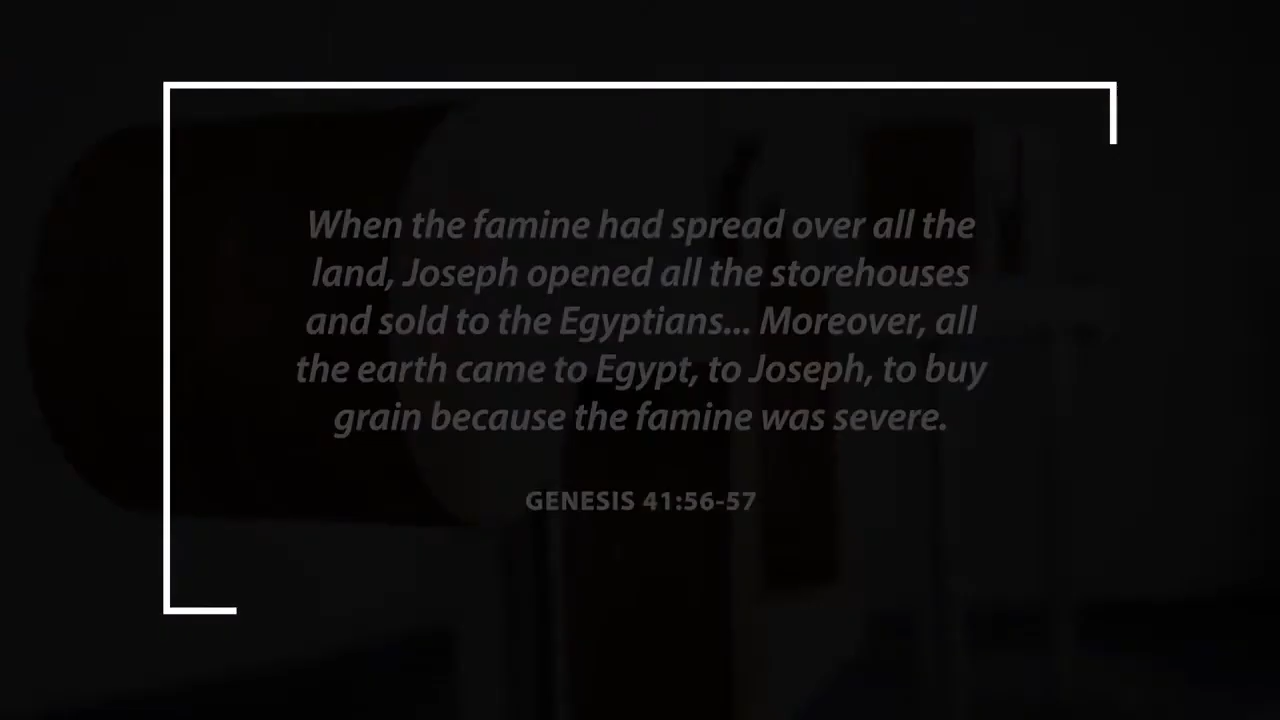 When the famine had spread over all the
land, Joseph opened all the storehouses
and sold to the Egyptians... Moreover, all
the earth came to Egypt, to Joseph, to buy
grain because the famine was severe.
GENESIS 41:56-57